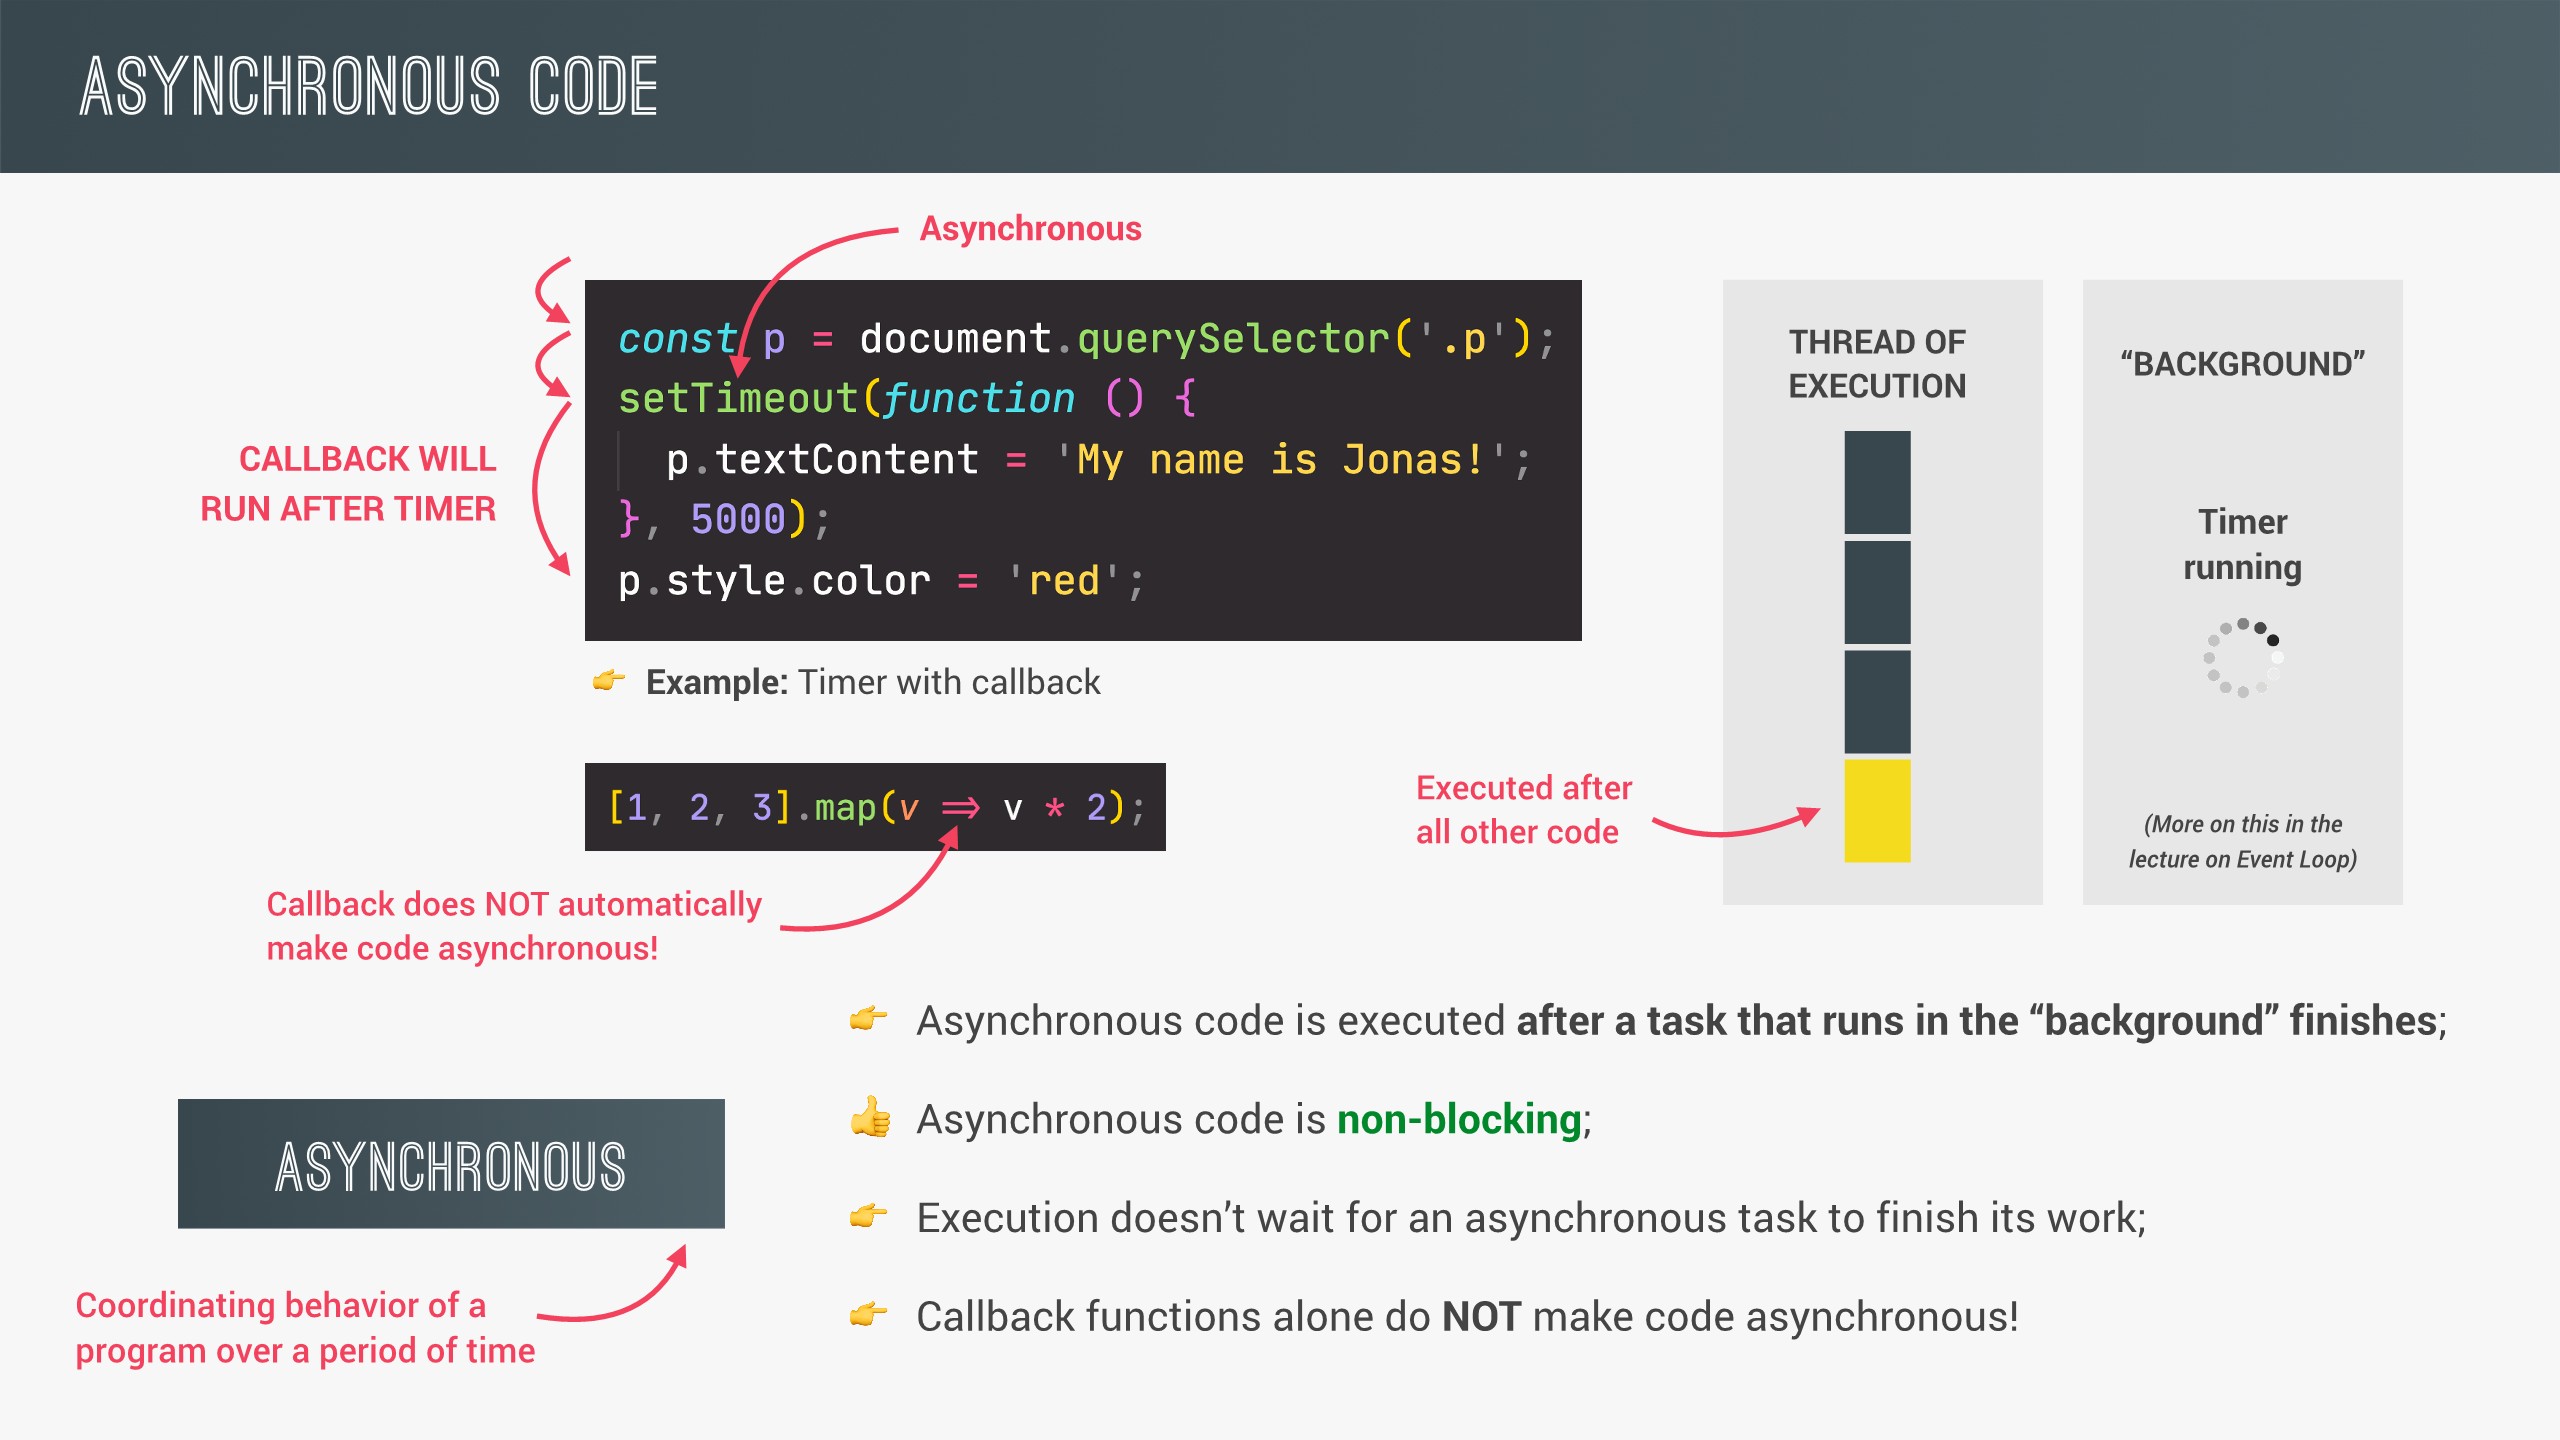 ASYNCHRONOUS CODE
Asynchronous
const p = document.querySelector('.p');
setTimeout(function () {
p.textContent = 'My name is Jonas!';
}, 5000);
p.style.color = 'red';
CALLBACK WILL
RUN AFTER TIMER
👉 Example: Timer with callback
[1, 2, 3].map(v => v * 2);
Callback does NOT automatically
make code asynchronous!
THREAD OF
EXECUTION
Executed after
all other code
“BACKGROUND”
Timer
running
(More on this in the
lecture on Event Loop)
ASYNCHRONOUS
Coordinating behavior of a
program over a period of time
👉 Asynchronous code is executed after a task that runs in the “background” finishes;
👍 Asynchronous code is non-blocking;
👉 Execution doesn’t wait for an asynchronous task to finish its work;
👉 Callback functions alone do NOT make code asynchronous!